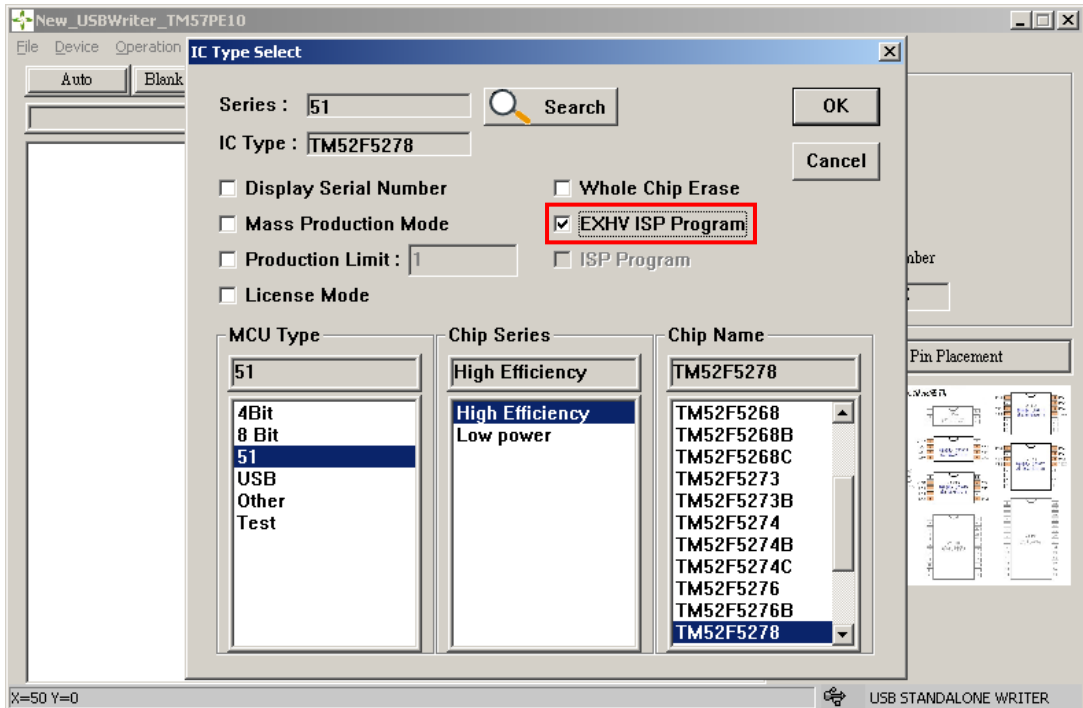 New_USBWriter_TM57PE10
File Device Operation
IC Type Select
Auto Blank
Series : 51 Search OK
IC Type : TM52F5278 Cancel
Display Serial Number Whole Chip Erase
Mass Production Mode EXHV ISP Program
Production Limit : 1 ISP Program
License Mode
nber
MCU Type Chip Series Chip Name
Pin Placement
51 High Efficiency TM52F5278
4Bit High Efficiency TM52F5268
8 Bit Low power TM52F5268B
51 TM52F5268C
USB TM52F5273
Other TM52F5273B
Test TM52F5274
TM52F5274B
TM52F5274C
TM52F5276
TM52F5276B
TM52F5278
X=50 Y=0 USB STANDALONE WRITER